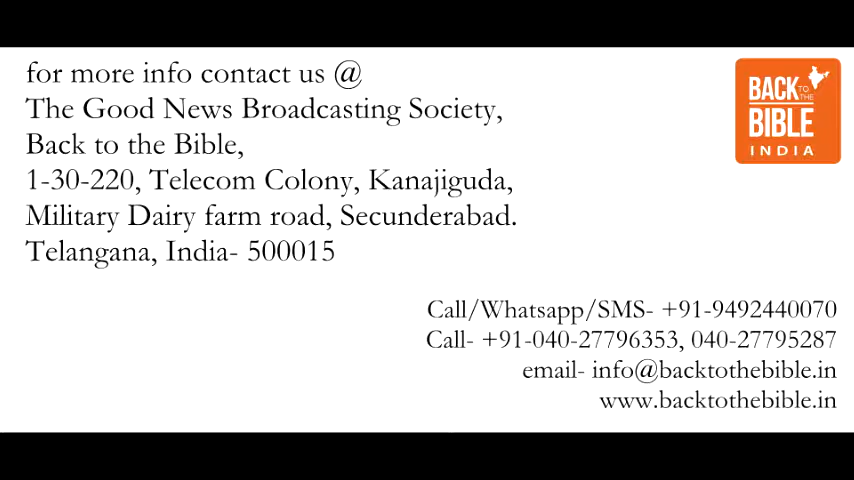 for more info contact us @
The Good News Broadcasting Society,
Back to the Bible,
1-30-220, Telecom Colony, Kanajiguda,
Military Dairy farm road, Secunderabad.
Telangana, India- 500015
BACK TO THE
BIBLE
INDIA
Call/Whatsapp/SMS- +91-9492440070
Call- +91-040-27796353, 040-27795287
email- info@backtothebible.in
www.backtothebible.in